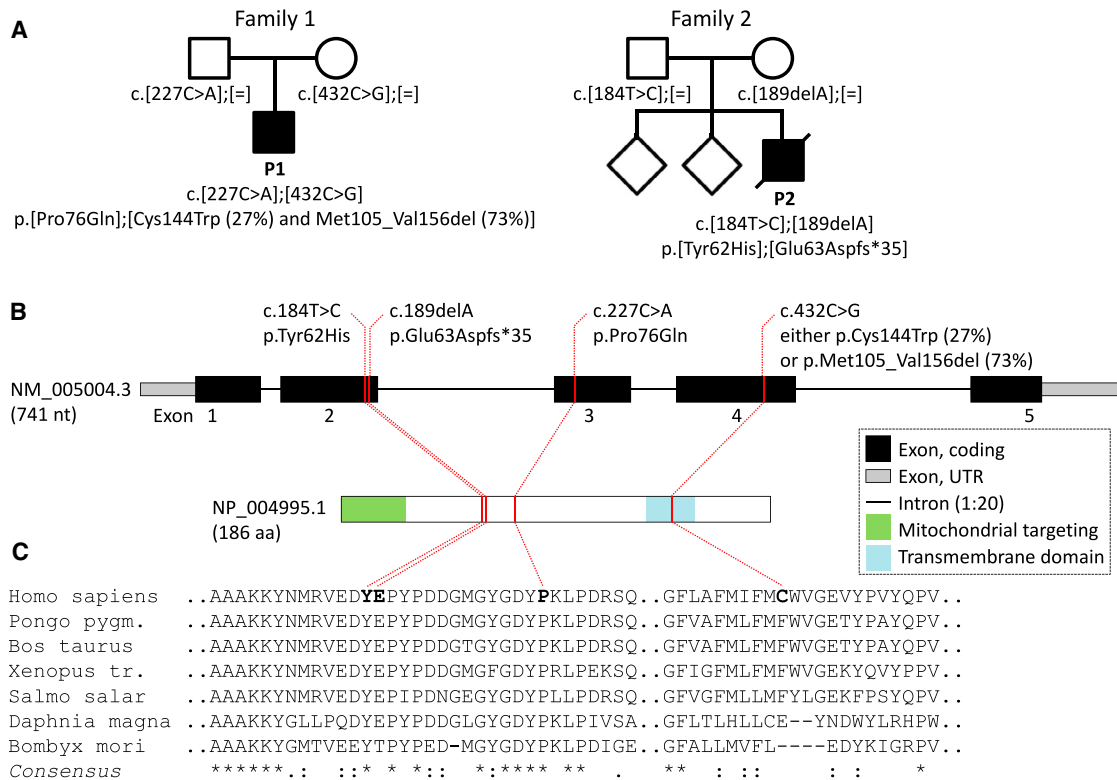 A
Family 1
Family 2
c.[227C>A];[=]
c.[432C>G];[=]
c.[184T>C];[=]
c.[189delA];[=]
P1
c.[227C>A];[432C>G]
p.[Pro76Gln];[Cys144Trp (27%) and Met105_Val156del (73%)]
P2
c.[184T>C];[189delA]
p.[Tyr62His];[Glu63Aspfs*35]
B
c.184T>C
p.Tyr62His
c.189delA
p.Glu63Aspfs*35
c.227C>A
p.Pro76Gln
c.432C>G
either p.Cys144Trp (27%)
or p.Met105_Val156del (73%)
NM_005004.3
(741 nt)
Exon
1
2
3
4
5
Exon, coding
Exon, UTR
Intron (1:20)
Mitochondrial targeting
Transmembrane domain
NP_004995.1
(186 aa)
C
Homo sapiens ..AAAKKYNMRVEDYEPYPDDGMGYGDYPKLPDRSQ..GFLAFMIFMCWVGEVYPVYQPV..
Pongo pygm. ..AAAKKYNMRVEDYEPYPDDGMGYGDYPKLPDRSQ..GFVAFMLFMFWVGETYPAYQPV..
Bos taurus ..AAAKKYNMRVEDYEPYPDDGTGYGDYPKLPDRSQ..GFVAFMLFMFWVGETYPAYQPV..
Xenopus tr. ..AAAKKYNMRVEDYEPYPDDGMGFGDYPRLPEKSQ..GFIGFMLFMFWVGEKYQVYPPV..
Salmo salar ..AAAKKYNMRVEDYEPIPDNGEGYGDYPLLPDRSQ..GFVGFMLLMFYLGEKFPSYQPV..
Daphnia magna ..AAAKKYGLLPQDYEPYPDDGLGYGDYPKLPIVSA..GFLTLHLLCE--YNDWYLRHPW..
Bombyx mori ..AAAKKYGMTVEEYTPYPED-MGYGDYPKLPDIGE..GFALLMVFL----EDYKIGRPV..
Consensus ******.: ::* * *:: *:**** ** . ** : :: : : *